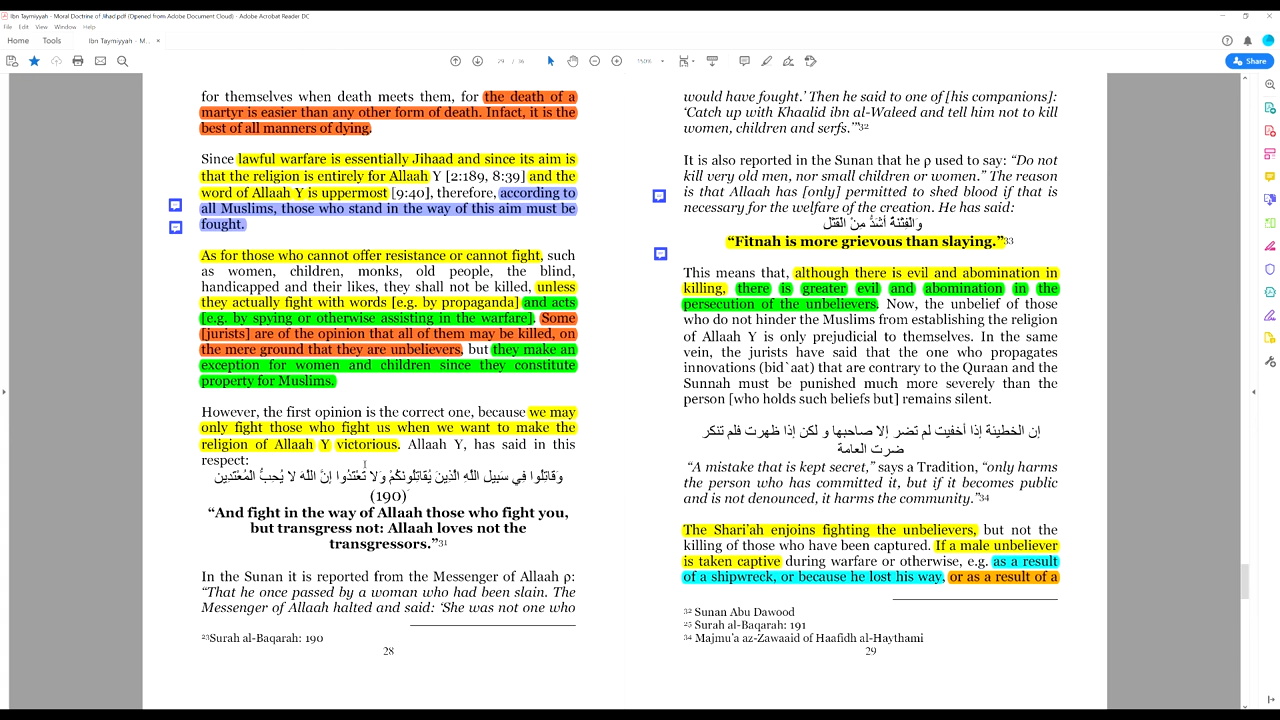 Ibn Taymiyyah - Moral Doctrine of Jihad.pdf (Opened from Adobe Document Cloud) - Adobe Acrobat Reader DC
File Edit View Window Help
Home Tools Ibn Taymiyyah - M... ×
29 / 36 150%
Share
for themselves when death meets them, for the death of a
martyr is easier than any other form of death. Infact, it is the
best of all manners of dying.
Since lawful warfare is essentially Jihaad and since its aim is
that the religion is entirely for Allaah Y [2:189, 8:39] and the
word of Allaah Y is uppermost [9:40], therefore, according to
all Muslims, those who stand in the way of this aim must be
fought.
As for those who cannot offer resistance or cannot fight, such
as women, children, monks, old people, the blind,
handicapped and their likes, they shall not be killed, unless
they actually fight with words [e.g. by propaganda] and acts
[e.g. by spying or otherwise assisting in the warfare]. Some
[jurists] are of the opinion that all of them may be killed, on
the mere ground that they are unbelievers, but they make an
exception for women and children since they constitute
property for Muslims.
However, the first opinion is the correct one, because we may
only fight those who fight us when we want to make the
religion of Allaah Y victorious. Allaah Y, has said in this
respect:
وَقَاتِلُوا فِي سَبِيلِ اللَّهِ الَّذِينَ يُقَاتِلُونَكُمْ وَلَا تَعْتَدُوا إِنَّ اللَّهَ لَا يُحِبُّ الْمُعْتَدِينَ
(190)
“And fight in the way of Allaah those who fight you,
but transgress not: Allaah loves not the
transgressors.”31
In the Sunan it is reported from the Messenger of Allaah ρ:
“That he once passed by a woman who had been slain. The
Messenger of Allaah halted and said: ‘She was not one who
23Surah al-Baqarah: 190
28
would have fought.’ Then he said to one of [his companions]:
‘Catch up with Khaalid ibn al-Waleed and tell him not to kill
women, children and serfs.’”32
It is also reported in the Sunan that he ρ used to say: “Do not
kill very old men, nor small children or women.” The reason
is that Allaah has [only] permitted to shed blood if that is
necessary for the welfare of the creation. He has said:
وَالْفِتْنَةُ أَشَدُّ مِنَ الْقَتْلِ
“Fitnah is more grievous than slaying.”33
This means that, although there is evil and abomination in
killing, there is greater evil and abomination in the
persecution of the unbelievers. Now, the unbelief of those
who do not hinder the Muslims from establishing the religion
of Allaah Y is only prejudicial to themselves. In the same
vein, the jurists have said that the one who propagates
innovations (bid`aat) that are contrary to the Quraan and the
Sunnah must be punished much more severely than the
person [who holds such beliefs but] remains silent.
إن الخطيئة إذا أخفيت لم تضر إلا صاحبها و لكن إذا ظهرت فلم تنكر
ضرت العامة
“A mistake that is kept secret,” says a Tradition, “only harms
the person who has committed it, but if it becomes public
and is not denounced, it harms the community.”34
The Shari’ah enjoins fighting the unbelievers, but not the
killing of those who have been captured. If a male unbeliever
is taken captive during warfare or otherwise, e.g. as a result
of a shipwreck, or because he lost his way, or as a result of a
32 Sunan Abu Dawood
25 Surah al-Baqarah: 191
34 Majmu’a az-Zawaaid of Haafidh al-Haythami
29